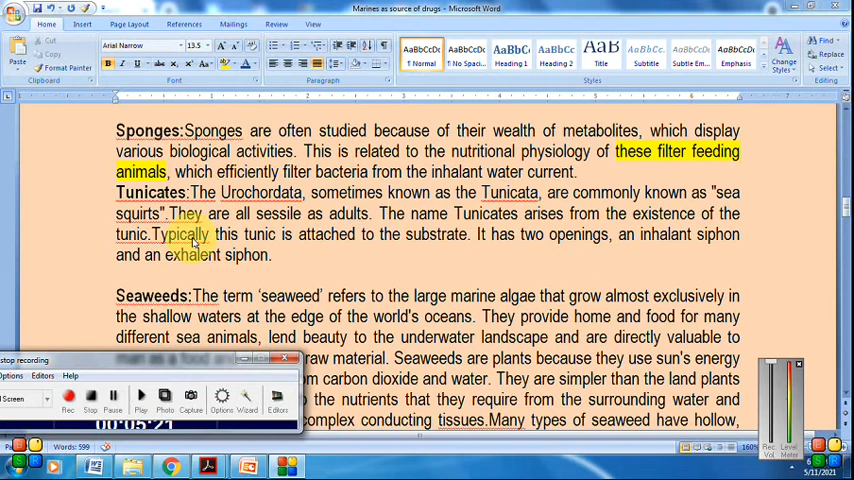 Marines as source of drugs - Microsoft Word
Home Insert Page Layout References Mailings Review View
Arial Narrow 13.5
Paste
Format Painter
Clipboard Font Paragraph Styles Editing
AaBbCcDc AaBbCcDc AaBbCc AaBbCc AaB AaBbCc. AaBbCcDc AaBbCcDc
¶ Normal ¶ No Spaci... Heading 1 Heading 2 Title Subtitle Subtle Em... Emphasis
Change Styles
Find
Replace
Select
Sponges:Sponges are often studied because of their wealth of metabolites, which display
various biological activities. This is related to the nutritional physiology of these filter feeding
animals, which efficiently filter bacteria from the inhalant water current.
Tunicates:The Urochordata, sometimes known as the Tunicata, are commonly known as "sea
squirts".They are all sessile as adults. The name Tunicates arises from the existence of the
tunic.Typically this tunic is attached to the substrate. It has two openings, an inhalant siphon
and an exhalent siphon.
Seaweeds:The term ‘seaweed’ refers to the large marine algae that grow almost exclusively in
the shallow waters at the edge of the world's oceans. They provide home and food for many
different sea animals, lend beauty to the underwater landscape and are directly valuable to
man as a food and raw material. Seaweeds are plants because they use sun's energy
om carbon dioxide and water. They are simpler than the land plants
the nutrients that they require from the surrounding water and
complex conducting tissues.Many types of seaweed have hollow,
stop recording
Options Editors Help
Screen
Rec Stop Pause Play Photo Capture Options Wizard Editors
00:05:21
Rec Vol Level Meter
Words: 599
160%
5/11/2021